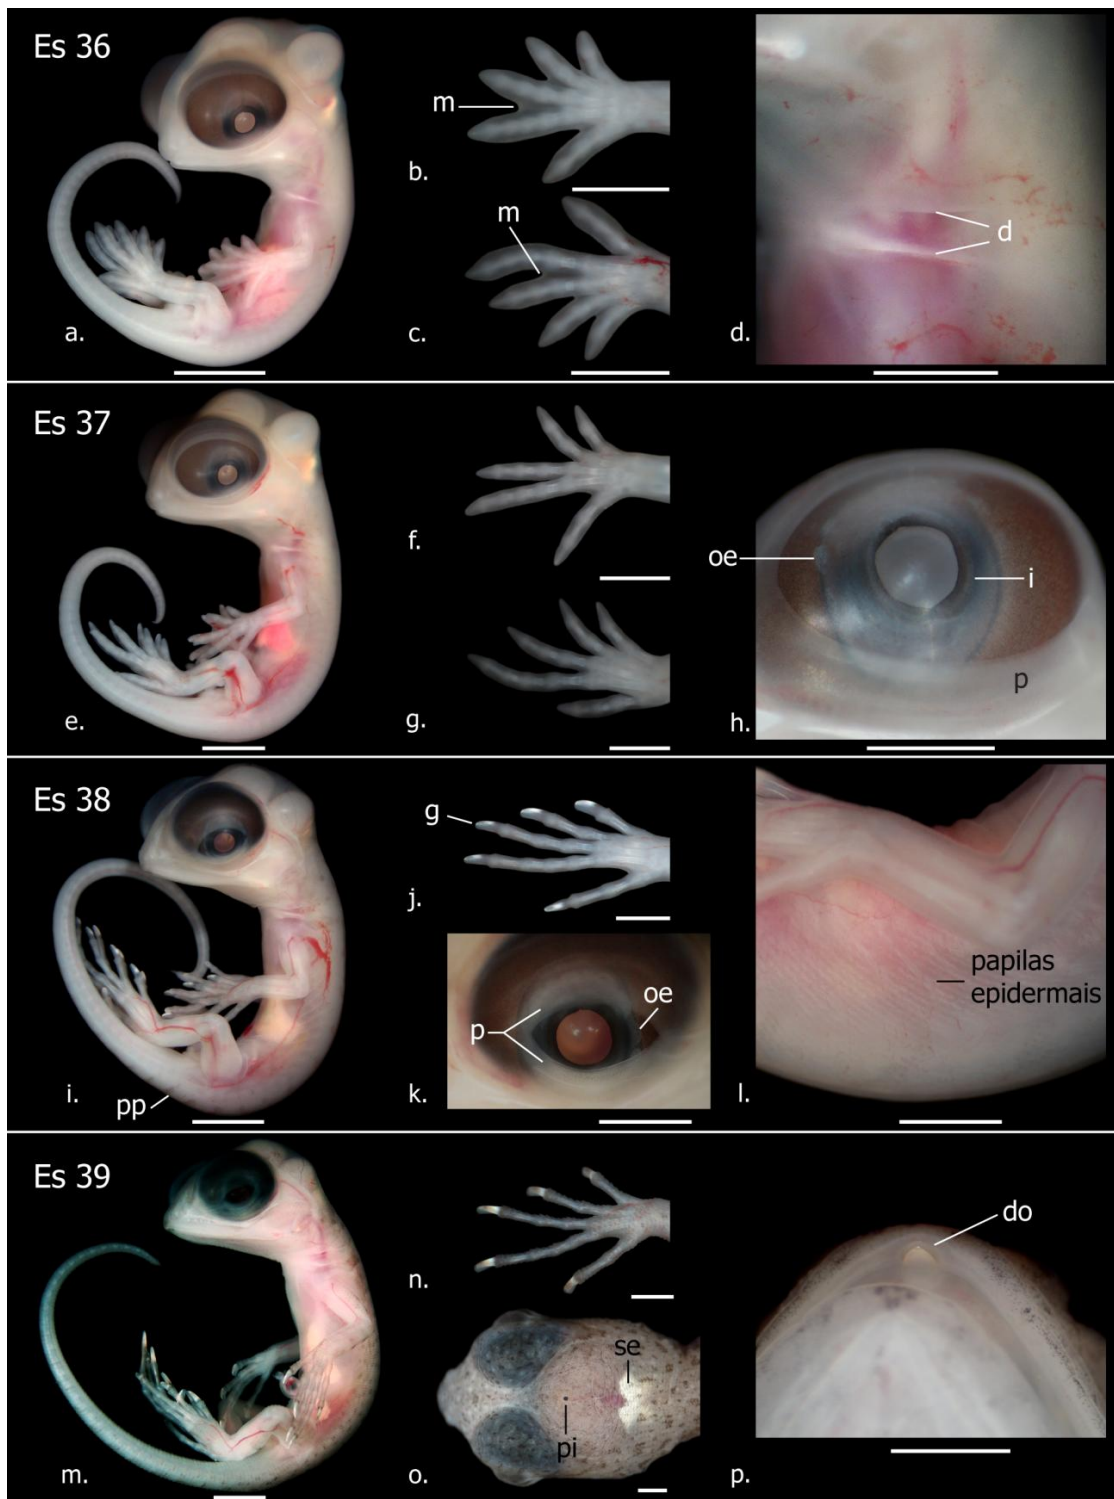 Es 36
m
b.
m
d
a.
c.
d.
Es 37
f.
oe
i
p
e.
g.
h.
Es 38
g
j.
papilas
epidermais
oe
p
i.
pp
k.
l.
Es 39
do
n.
se
pi
m.
o.
p.